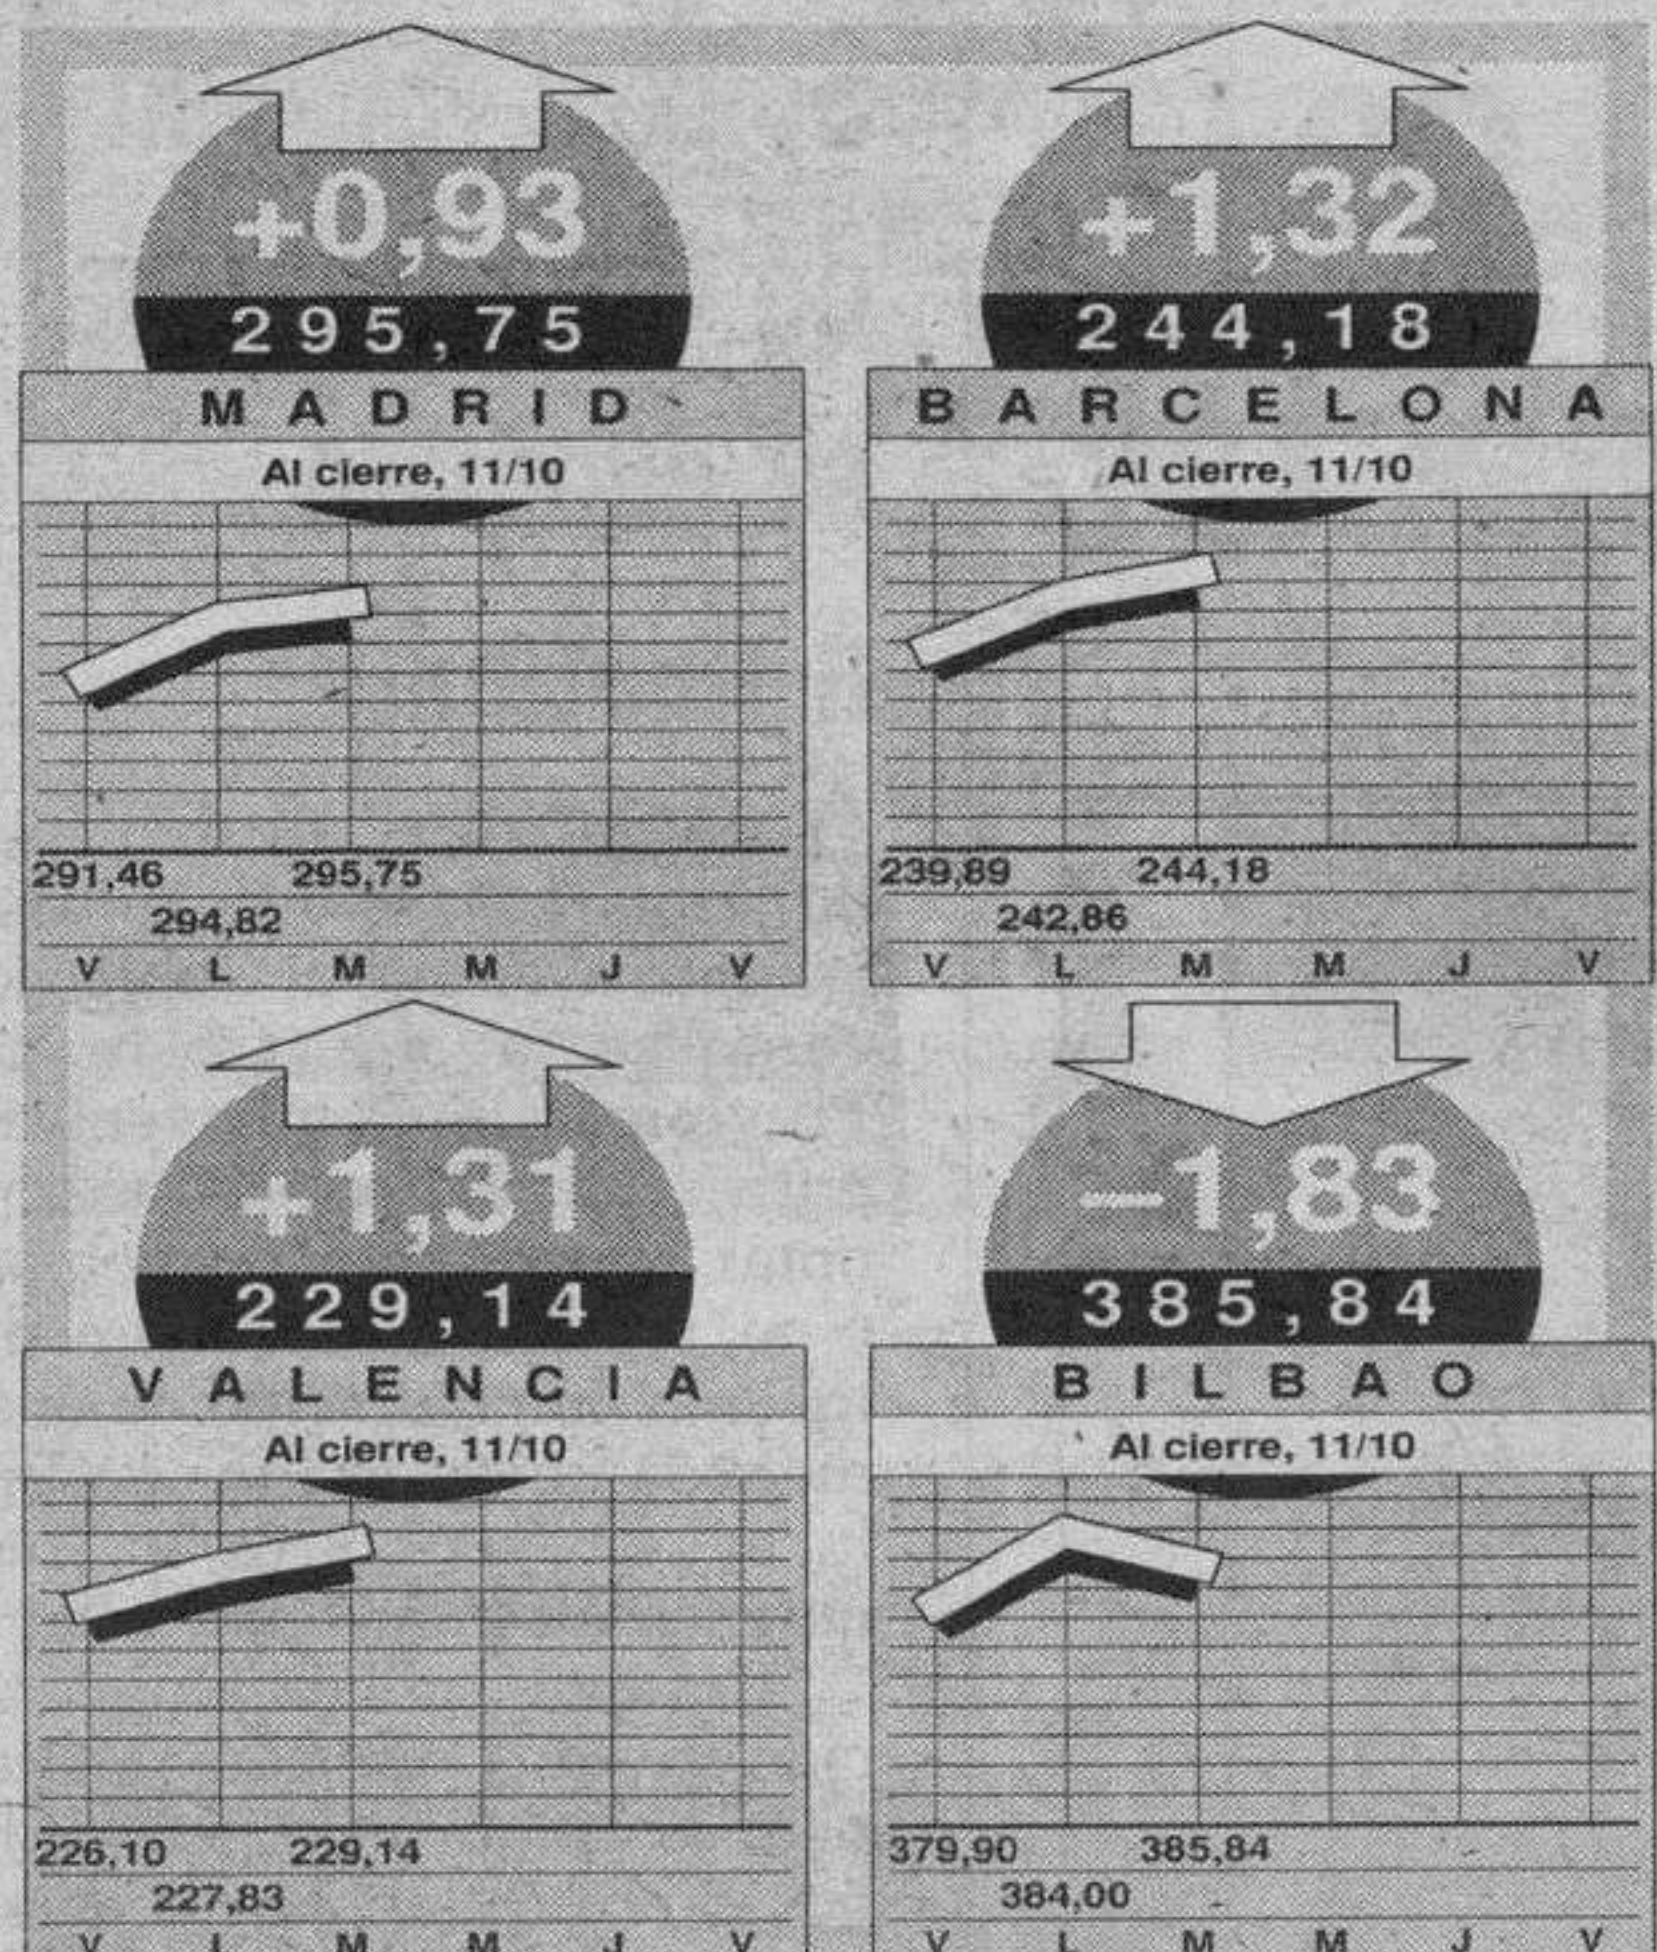 +0,93
295,75
MADRID
Al cierre, 11/10
291,46 295,75
294,82
V L M M J V
+1,32
244,18
BARCELONA
Al cierre, 11/10
239,89 244,18
242,86
V L M M J V
+1,31
229,14
VALENCIA
Al cierre, 11/10
226,10 229,14
227,83
V L M M J V
−1,83
385,84
BILBAO
Al cierre, 11/10
379,90 385,84
384,00
V L M M J V